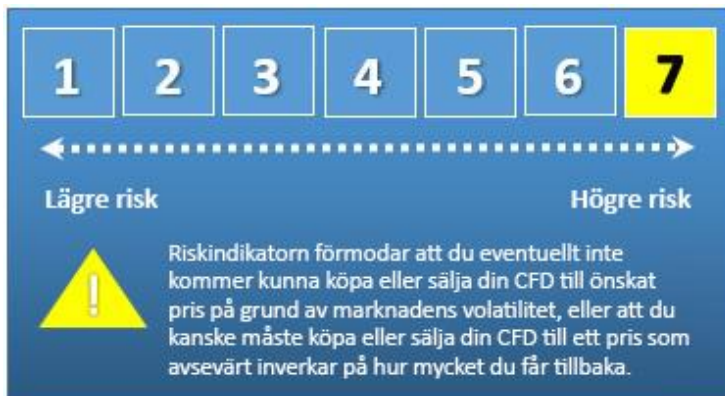 1 2 3 4 5 6 7
Lägre risk Högre risk
!
Riskindikatorn förmodar att du eventuellt inte
kommer kunna köpa eller sälja din CFD till önskat
pris på grund av marknadens volatilitet, eller att du
kanske måste köpa eller sälja din CFD till ett pris som
avsevärt inverkar på hur mycket du får tillbaka.